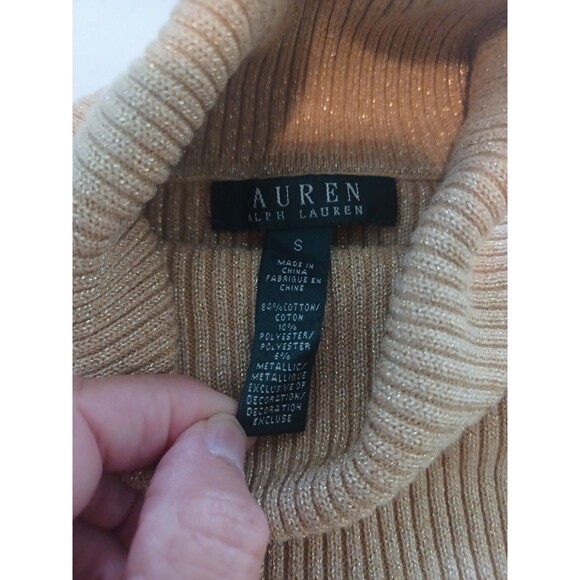 AUREN
ALPH LAUREN
S
MADE IN
CHINA
FABRIQUE EN
CHINE
84%COTTON/
COTON
10%
POLYESTER/
POLYESTER
6%
METALLIC/
METALLIQUE
EXCLUSIVE OF
DECORATION/
DECORATION
EXCLUSE